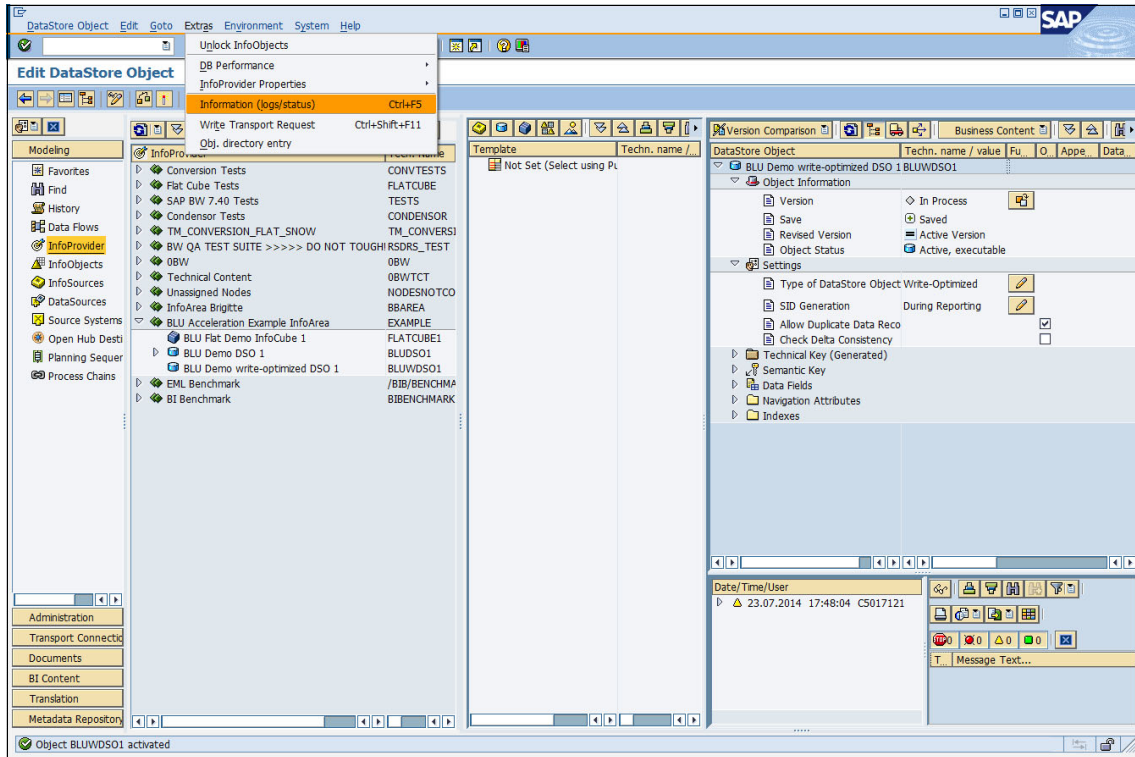 DataStore Object Edit Goto Extras Environment System Help
SAP
Unlock InfoObjects
DB Performance
InfoProvider Properties
Information (logs/status) Ctrl+F5
Write Transport Request Ctrl+Shift+F11
Obj. directory entry
Edit DataStore Object
Modeling
Favorites
Find
History
Data Flows
InfoProvider
InfoObjects
InfoSources
DataSources
Source Systems
Open Hub Desti
Planning Sequer
Process Chains
Administration
Transport Connectic
Documents
BI Content
Translation
Metadata Repository
InfoProvider Techn. Name
Conversion Tests CONVTESTS
Flat Cube Tests FLATCUBE
SAP BW 7.40 Tests TESTS
Condensor Tests CONDENSOR
TM_CONVERSION_FLAT_SNOW TM_CONVERSI
BW QA TEST SUITE >>>>> DO NOT TOUGH! RSDRS_TEST
0BW 0BW
Technical Content 0BWTCT
Unassigned Nodes NODESNOTCO
InfoArea Brigitte BBAREA
BLU Acceleration Example InfoArea EXAMPLE
BLU Flat Demo InfoCube 1 FLATCUBE1
BLU Demo DSO 1 BLUDSO1
BLU Demo write-optimized DSO 1 BLUWDSO1
EML Benchmark /BIB/BENCHMA
BI Benchmark BIBENCHMARK
Template Techn. name /...
Not Set (Select using Pu
Version Comparison Business Content
DataStore Object Techn. name / value Fu... O... Appe... Data...
BLU Demo write-optimized DSO 1 BLUWDSO1
Object Information
Version In Process
Save Saved
Revised Version Active Version
Object Status Active, executable
Settings
Type of DataStore Object Write-Optimized
SID Generation During Reporting
Allow Duplicate Data Reco
Check Delta Consistency
Technical Key (Generated)
Semantic Key
Data Fields
Navigation Attributes
Indexes
Date/Time/User
23.07.2014 17:48:04 C5017121
0 0 0 0
T... Message Text...
Object BLUWDSO1 activated